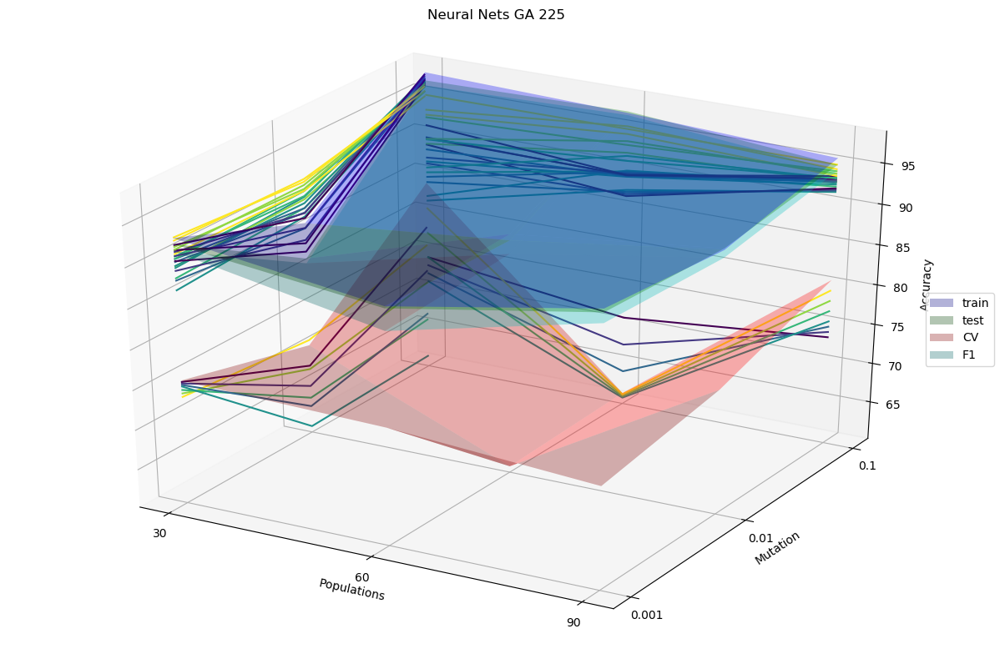 Neural Nets GA 225
95
90
85
80
75
70
65
Accuracy
train
test
CV
F1
0.1
0.01
0.001
Mutation
30
60
90
Populations